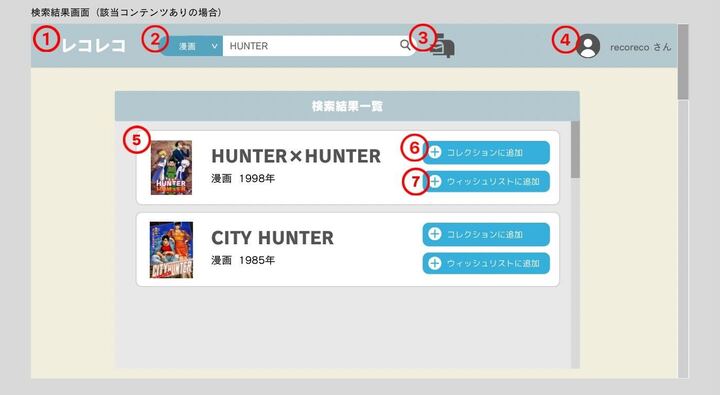 検索結果画面（該当コンテンツありの場合）
① レコレコ ② 漫画 ∨ HUNTER ③ ④ recoreco さん
検索結果一覧
⑤ HUNTER×HUNTER
漫画 1998年
⑥ コレクションに追加
⑦ ウィッシュリストに追加
CITY HUNTER
漫画 1985年
コレクションに追加
ウィッシュリストに追加
HUNTER
HUNTER
CITYHUNTER